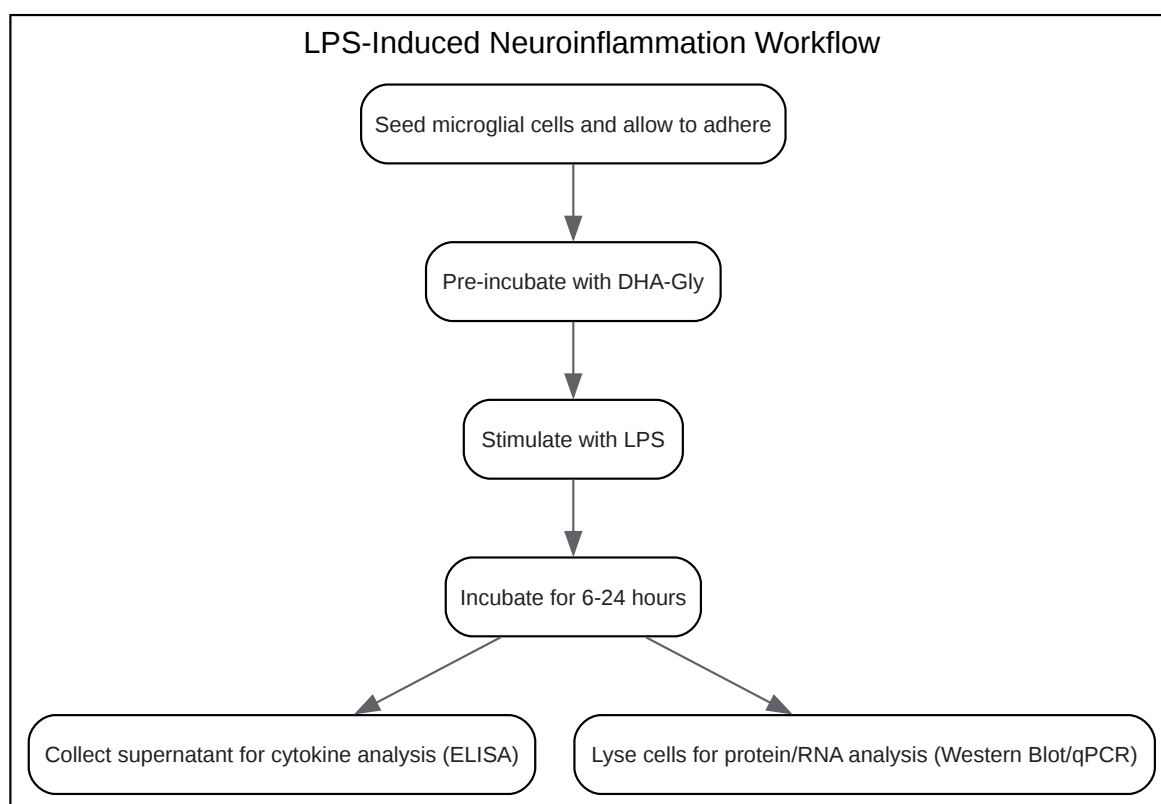 LPS-Induced Neuroinflammation Workflow
Seed microglial cells and allow to adhere
Pre-incubate with DHA-Gly
Stimulate with LPS
Incubate for 6-24 hours
Collect supernatant for cytokine analysis (ELISA)
Lyse cells for protein/RNA analysis (Western Blot/qPCR)